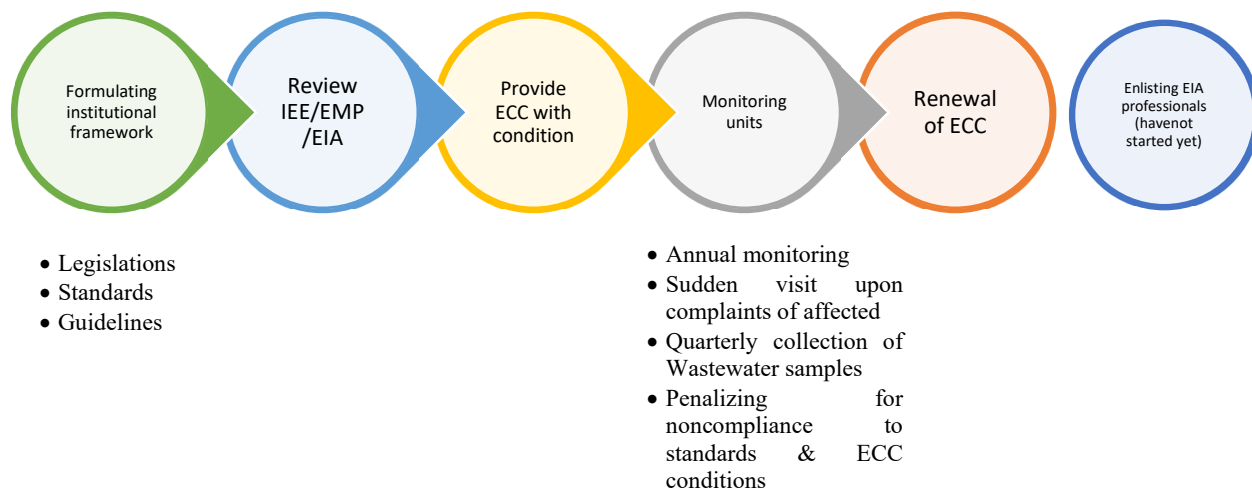 Formulating
institutional
framework
Review
IEE/EMP
/EIA
Provide
ECC with
condition
Monitoring
units
Renewal
of ECC
Enlisting EIA
professionals
(havenot
started yet)
• Legislations
• Standards
• Guidelines
• Annual monitoring
• Sudden visit upon
complaints of affected
• Quarterly collection of
Wastewater samples
• Penalizing for
noncompliance to
standards & ECC
conditions